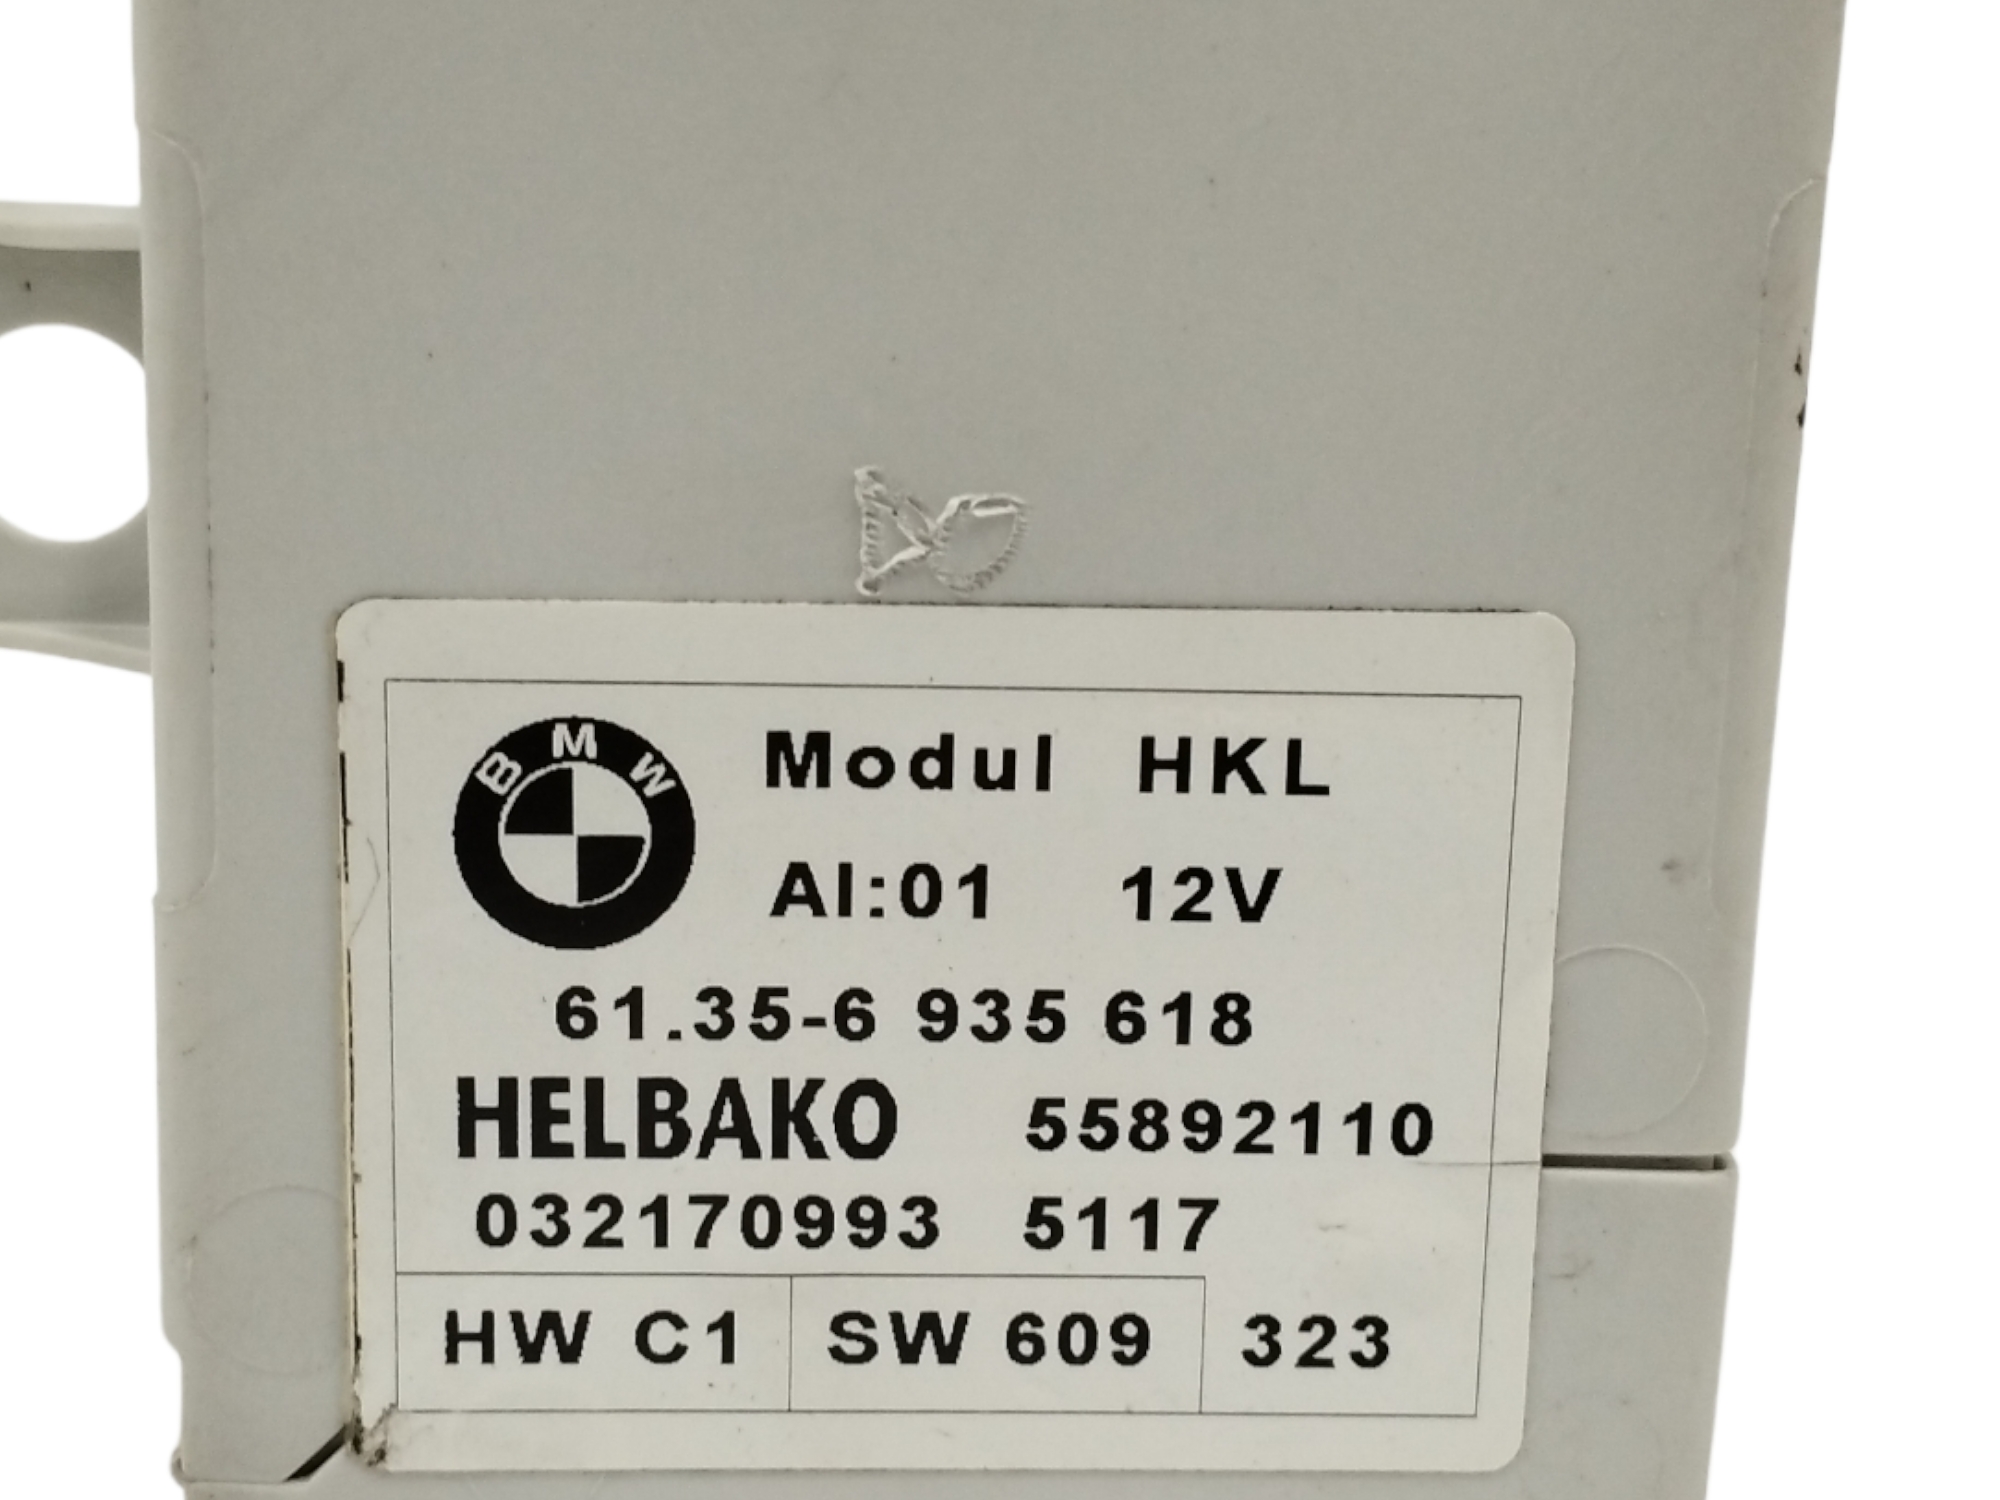 BMW
Modul HKL
AI:01 12V
61.35-6 935 618
HELBAKO 55892110
032170993 5117
HW C1 SW 609 323